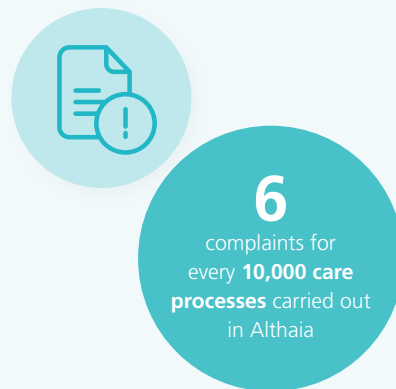 6
complaints for
every 10,000 care
processes carried out
in Althaia